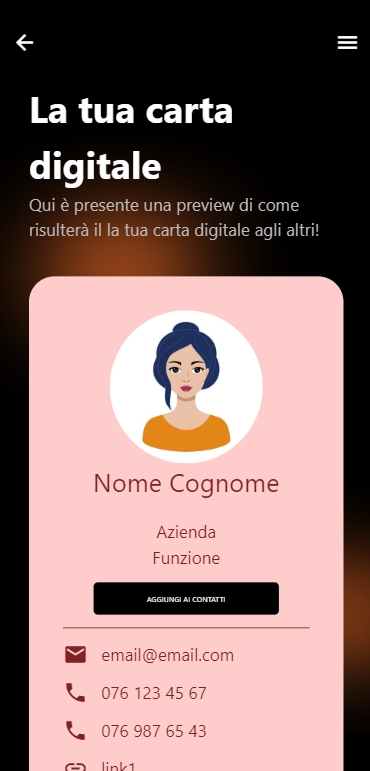 La tua carta
digitale
Qui è presente una preview di come
risulterà il la tua carta digitale agli altri!
Nome Cognome
Azienda
Funzione
AGGIUNGI AI CONTATTI
email@email.com
076 123 45 67
076 987 65 43
link1